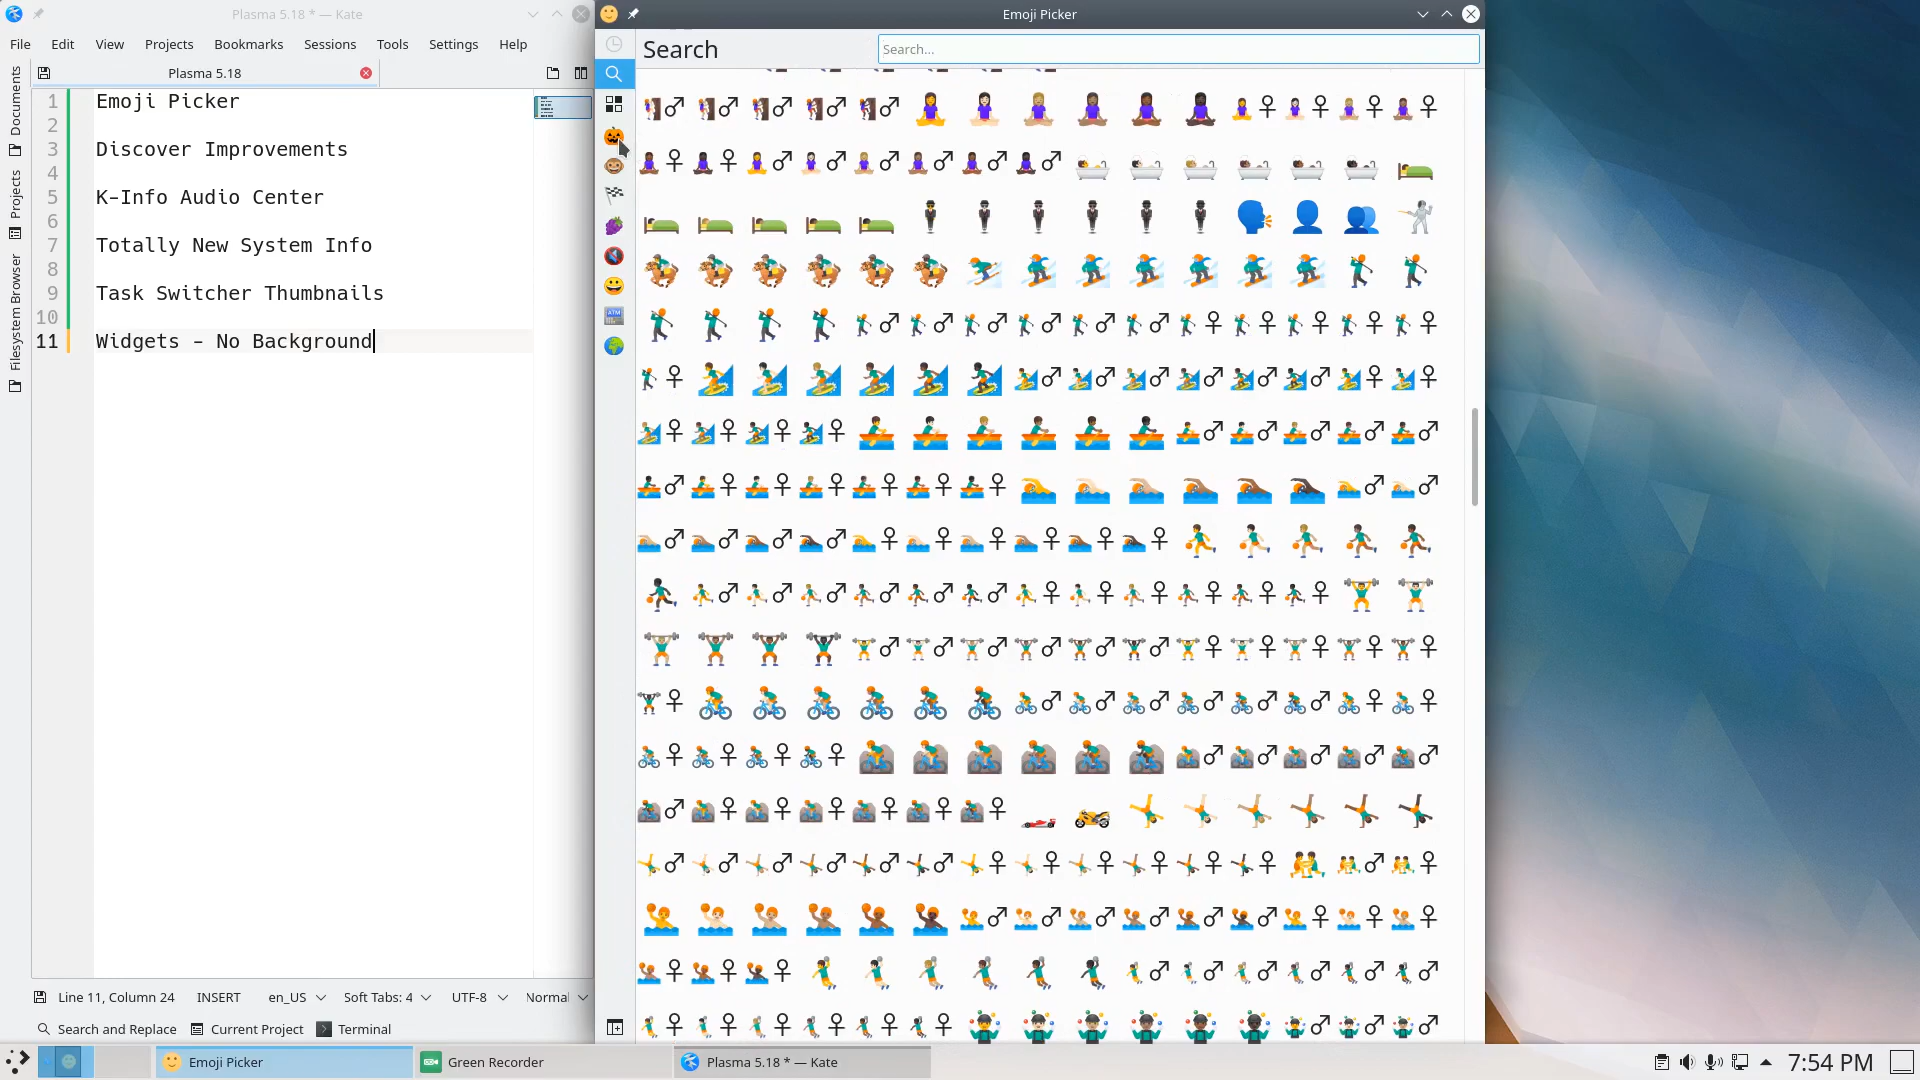 Plasma 5.18 * — Kate
File Edit View Projects Bookmarks Sessions Tools Settings Help
Plasma 5.18
Documents
Projects
Filesystem Browser
1 Emoji Picker
2
3 Discover Improvements
4
5 K-Info Audio Center
6
7 Totally New System Info
8
9 Task Switcher Thumbnails
10
11 Widgets - No Background
Line 11, Column 24 INSERT en_US Soft Tabs: 4 UTF-8 Normal
Search and Replace Current Project Terminal
Emoji Picker
Search
Search...
ATM
Emoji Picker
Green Recorder
Plasma 5.18 * — Kate
7:54 PM